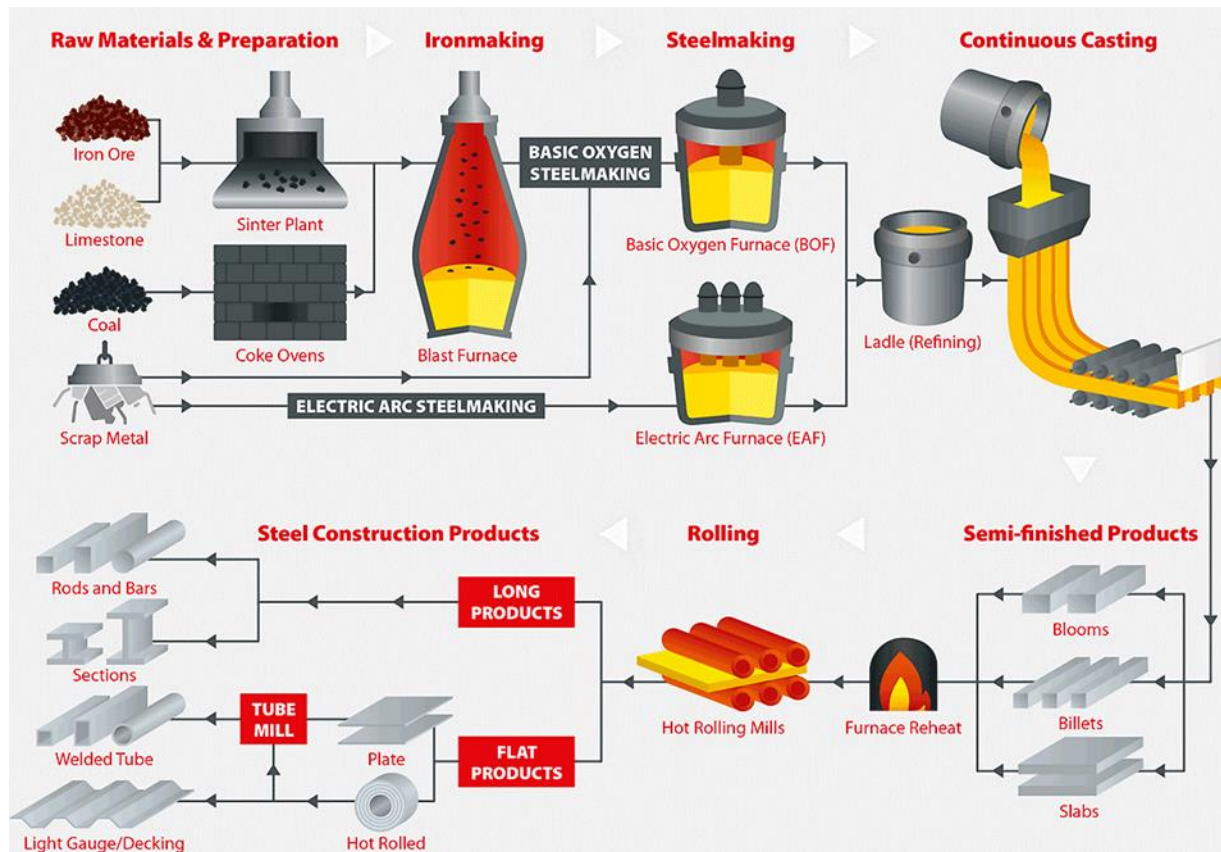 Raw Materials & Preparation
Ironmaking
Steelmaking
Continuous Casting
Iron Ore
Limestone
Sinter Plant
Coal
Coke Ovens
Scrap Metal
Blast Furnace
BASIC OXYGEN
STEELMAKING
ELECTRIC ARC STEELMAKING
Basic Oxygen Furnace (BOF)
Electric Arc Furnace (EAF)
Ladle (Refining)
Steel Construction Products
Rolling
Semi-finished Products
Rods and Bars
Sections
Welded Tube
Light Gauge/Decking
LONG
PRODUCTS
TUBE
MILL
Plate
FLAT
PRODUCTS
Hot Rolled
Hot Rolling Mills
Furnace Reheat
Blooms
Billets
Slabs